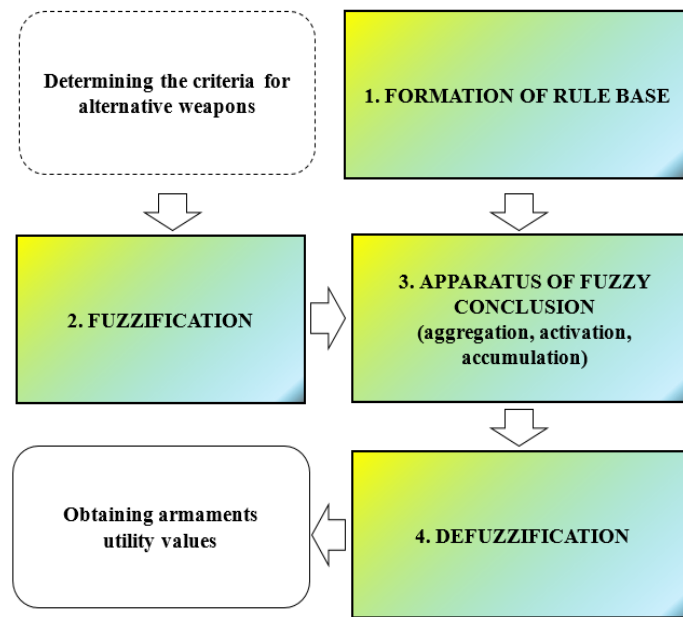 Determining the criteria for
alternative weapons
1. FORMATION OF RULE BASE
2. FUZZIFICATION
3. APPARATUS OF FUZZY
CONCLUSION
(aggregation, activation,
accumulation)
Obtaining armaments
utility values
4. DEFUZZIFICATION